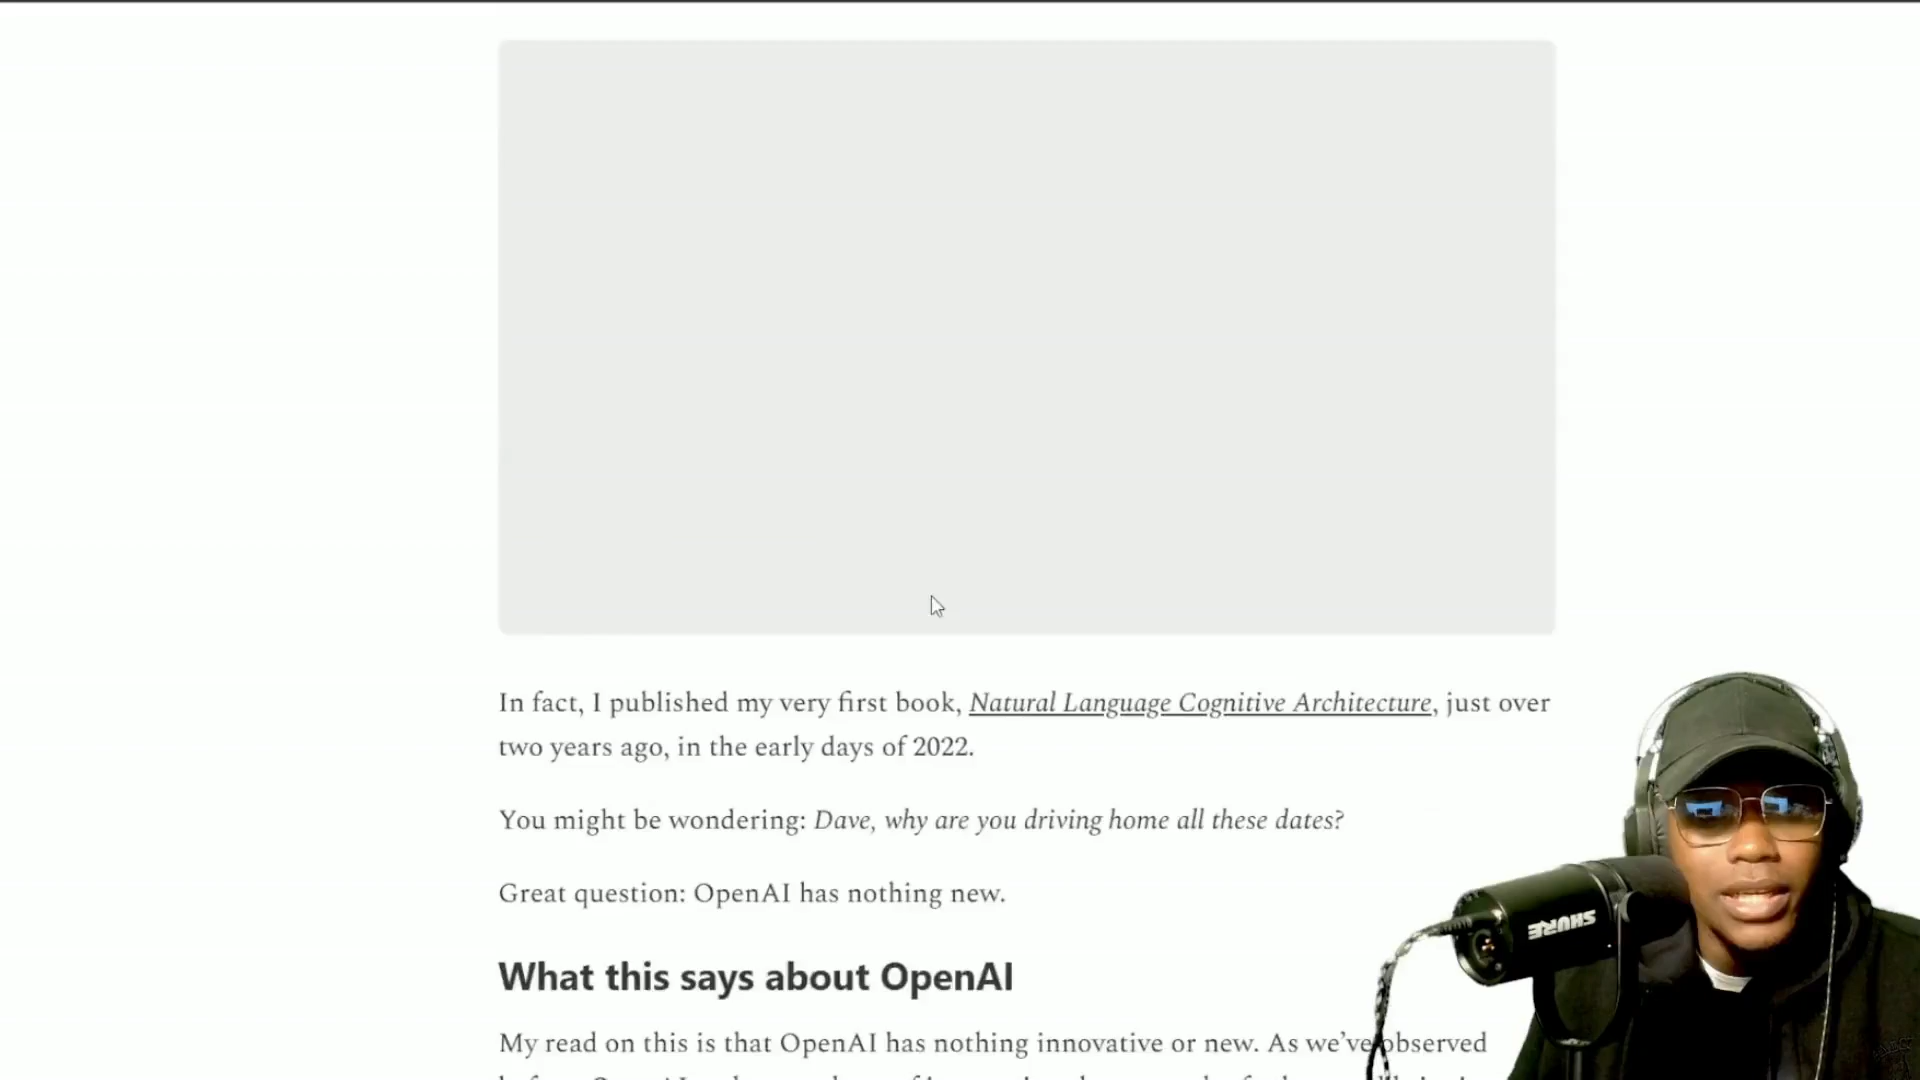 In fact, I published my very first book, Natural Language Cognitive Architecture, just over
two years ago, in the early days of 2022.
You might be wondering: Dave, why are you driving home all these dates?
Great question: OpenAI has nothing new.
What this says about OpenAI
My read on this is that OpenAI has nothing innovative or new. As we've observed
SHURE